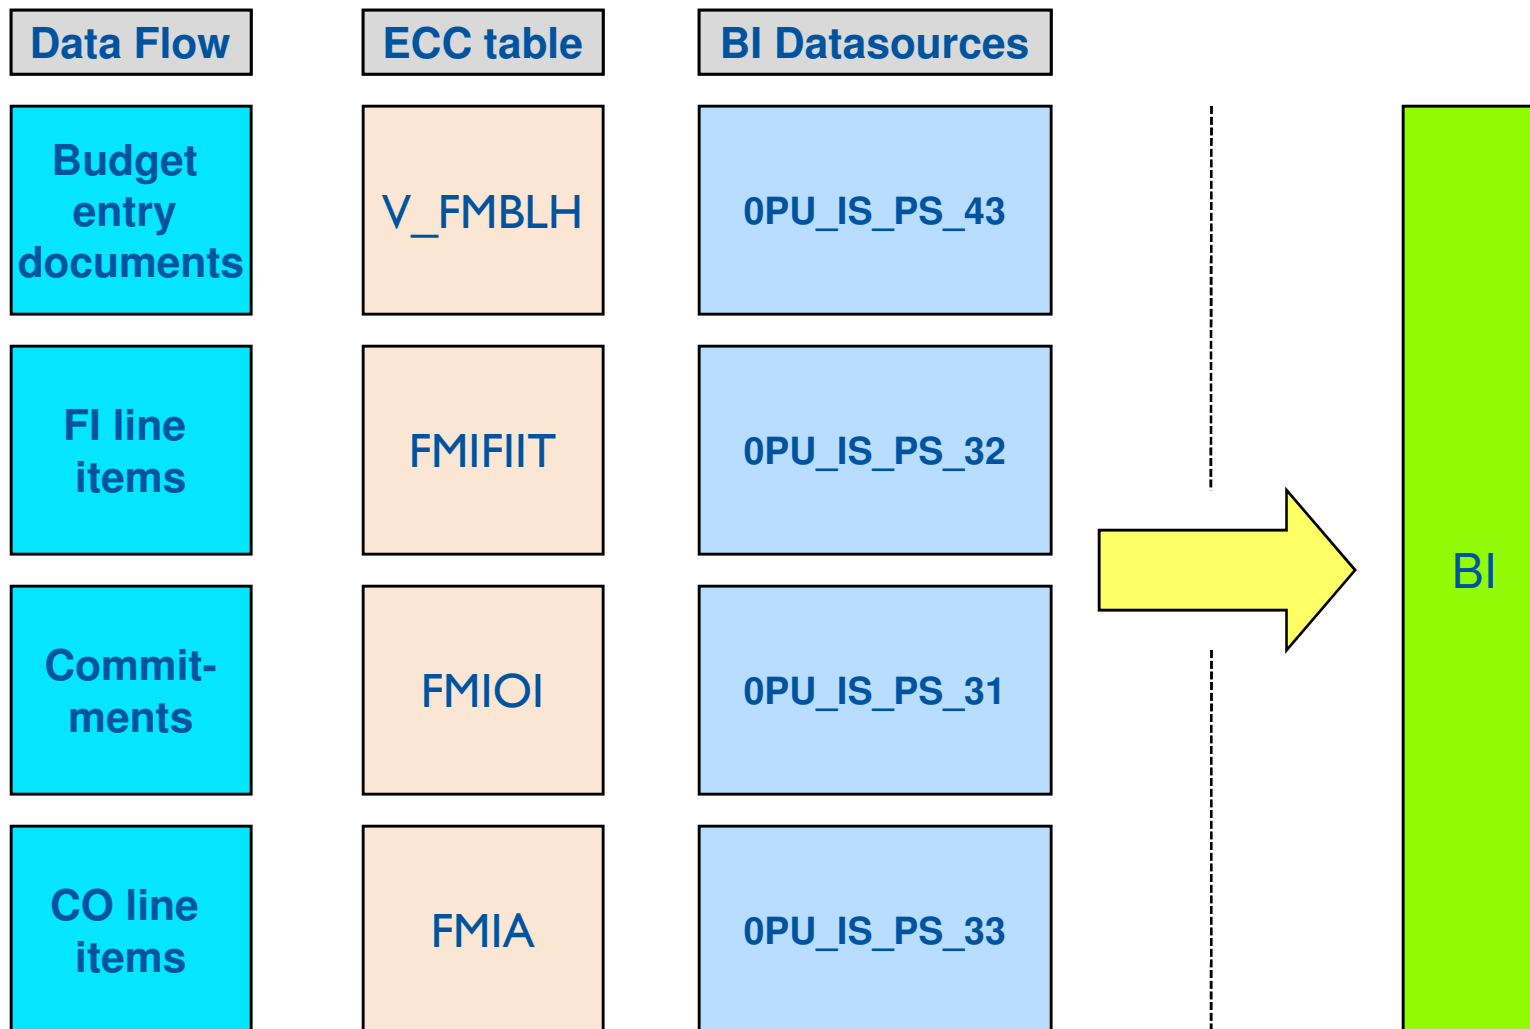 Data Flow
ECC table
BI Datasources
Budget
entry
documents
V_FMBLH
0PU_IS_PS_43
FI line
items
FMIFIIT
0PU_IS_PS_32
BI
Commit-
ments
FMIOI
0PU_IS_PS_31
CO line
items
FMIA
0PU_IS_PS_33